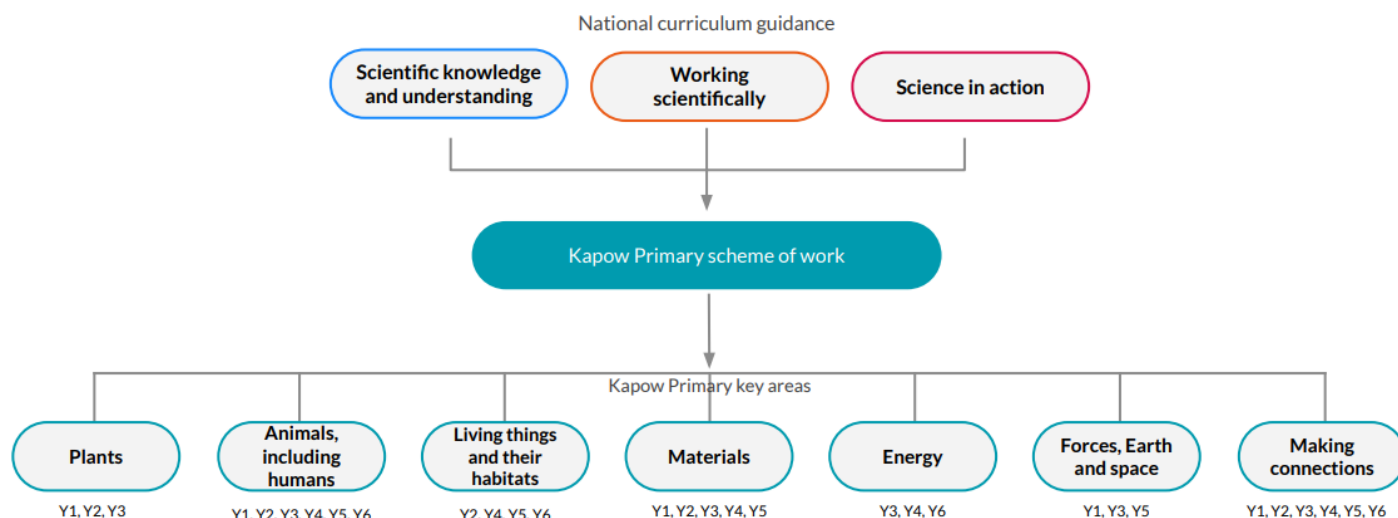 National curriculum guidance
Scientific knowledge
and understanding
Working
scientifically
Science in action
Kapow Primary scheme of work
Kapow Primary key areas
Plants
Animals,
including
humans
Living things
and their
habitats
Materials
Energy
Forces, Earth
and space
Making
connections
Y1, Y2, Y3
Y1, Y2, Y3, Y4, Y5, Y6
Y2, Y4, Y5, Y6
Y1, Y2, Y3, Y4, Y5
Y3, Y4, Y6
Y1, Y3, Y5
Y1, Y2, Y3, Y4, Y5, Y6